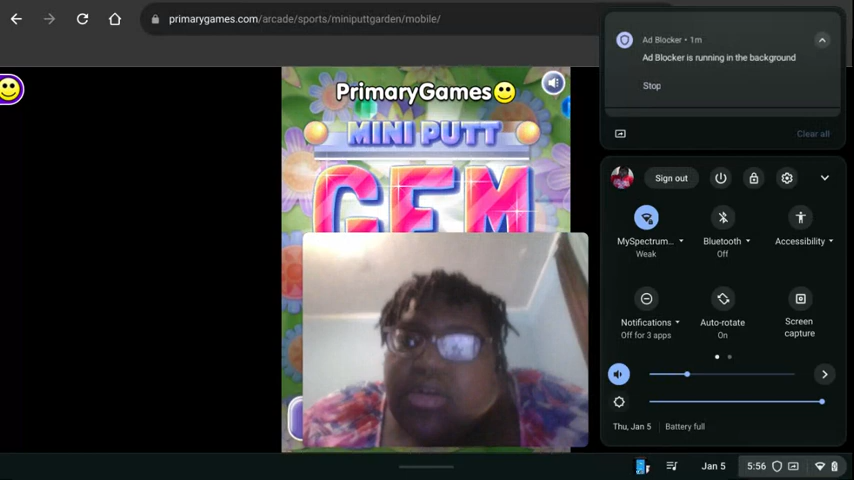 primarygames.com/arcade/sports/miniputtgarden/mobile/
PrimaryGames
MINI PUTT
GEM
Ad Blocker • 1m
Ad Blocker is running in the background
Stop
Clear all
Sign out
MySpectrum...
Weak
Bluetooth
Off
Accessibility
Notifications
Off for 3 apps
Auto-rotate
On
Screen
capture
Thu, Jan 5
Battery full
Jan 5
5:56